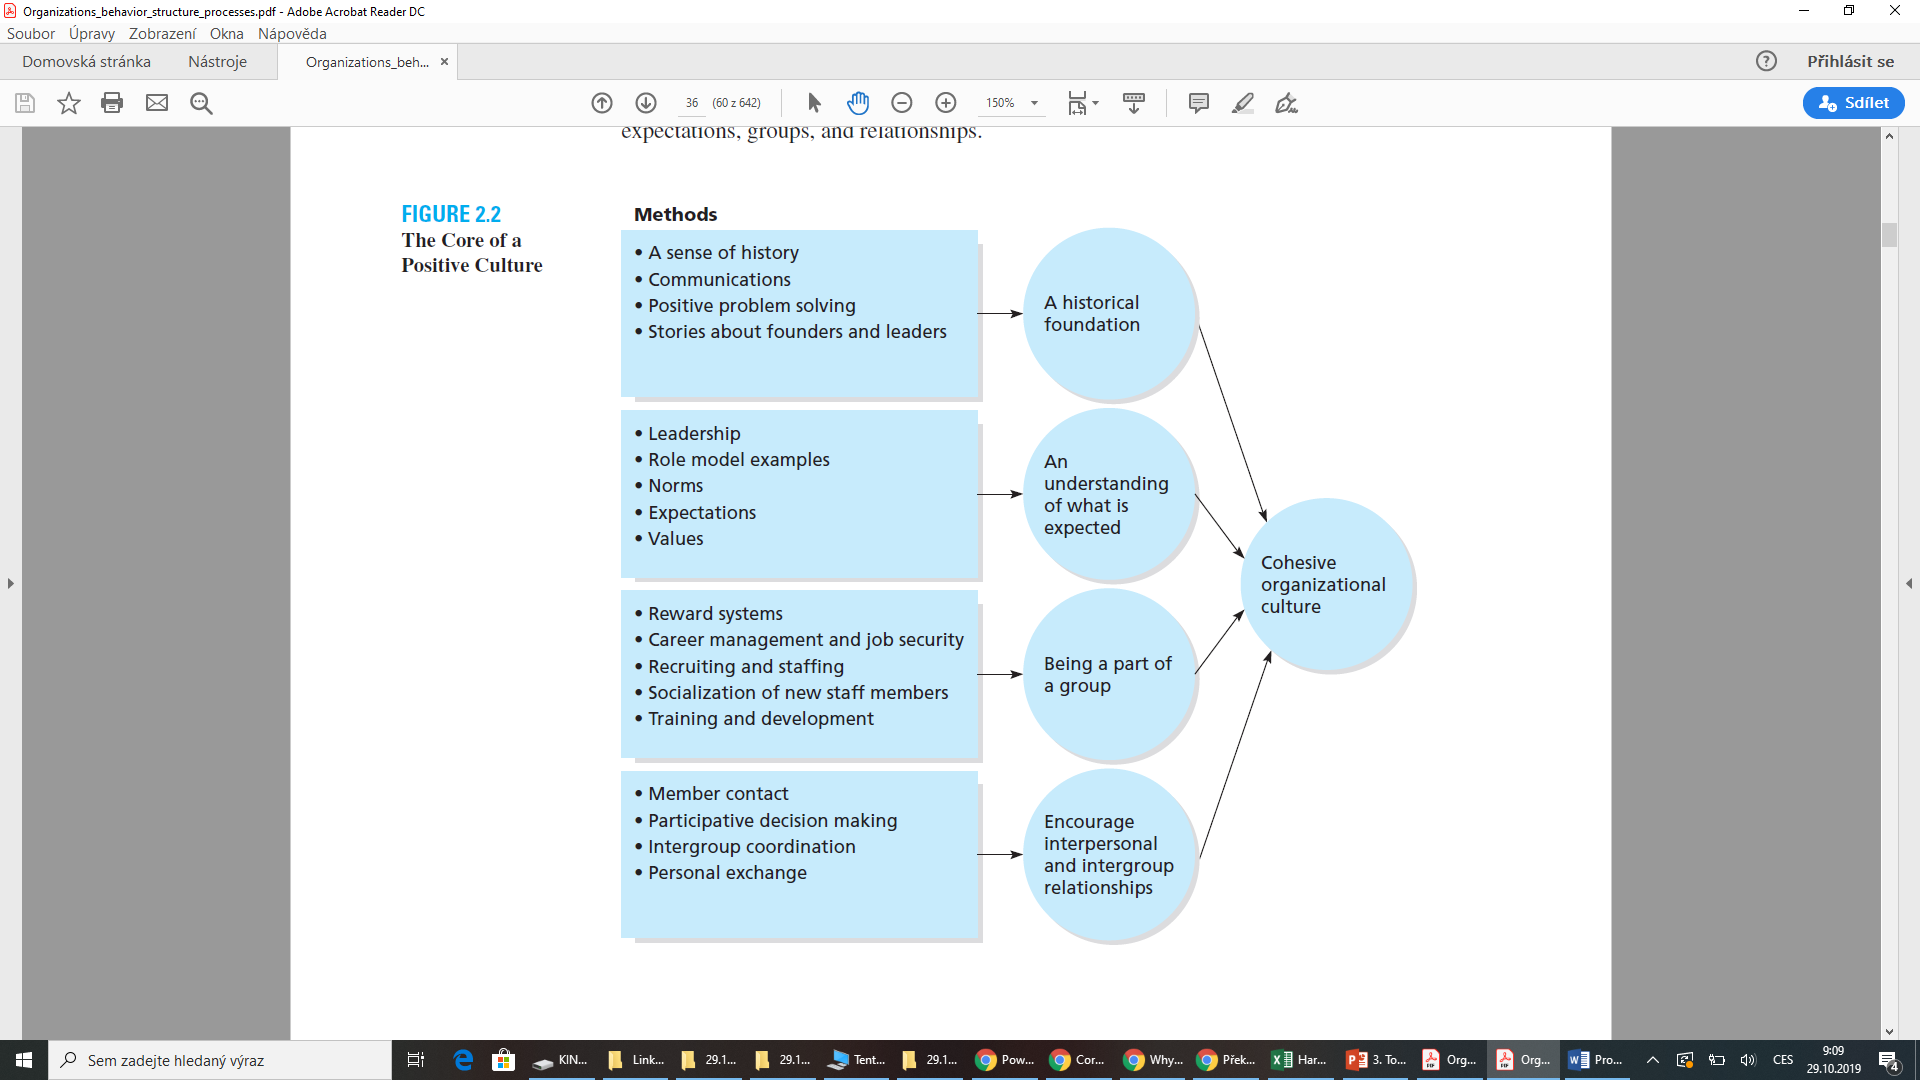 Organizations_behavior_structure_processes.pdf - Adobe Acrobat Reader DC
Soubor Úpravy Zobrazení Okna Nápověda
Domovská stránka Nástroje Organizations_beh... × ? Přihlásit se
36 (60 z 642) 150% Sdílet
expectations, groups, and relationships.
FIGURE 2.2
The Core of a
Positive Culture
Methods
• A sense of history
• Communications
• Positive problem solving
• Stories about founders and leaders
A historical
foundation
• Leadership
• Role model examples
• Norms
• Expectations
• Values
An
understanding
of what is
expected
• Reward systems
• Career management and job security
• Recruiting and staffing
• Socialization of new staff members
• Training and development
Being a part of
a group
• Member contact
• Participative decision making
• Intergroup coordination
• Personal exchange
Encourage
interpersonal
and intergroup
relationships
Cohesive
organizational
culture
Sem zadejte hledaný výraz KIN... Link... 29.1... 29.1... Tent... 29.1... Pow... Cor... Why... Přek... Har... 3. To... Org... Org... Pro... CES
9:09
29.10.2019
4